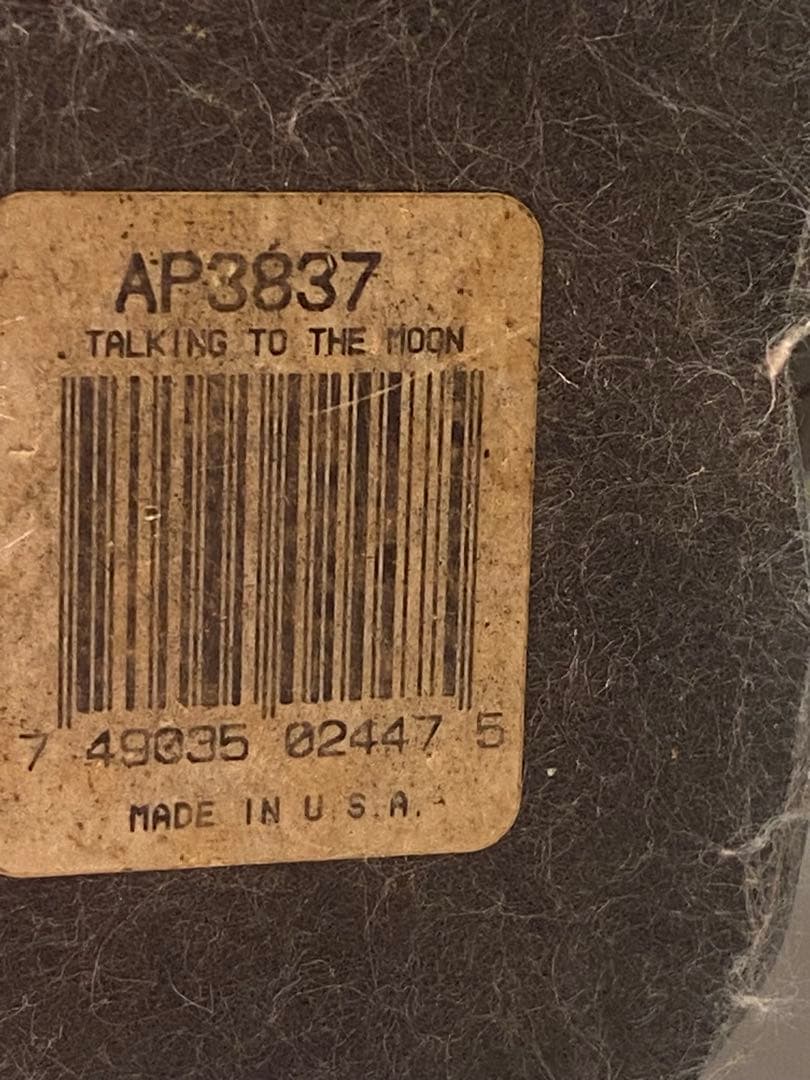 AP3837
TALKING TO THE MOON
7 49035 02447 5
MADE IN U.S.A.